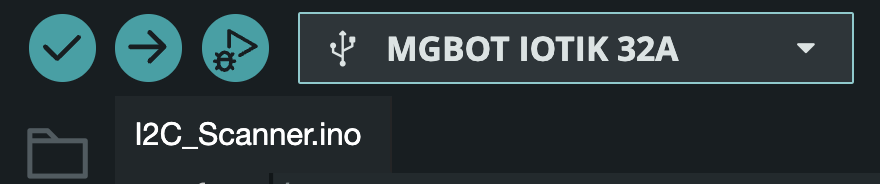 MGBOT IOTIK 32A
I2C_Scanner.ino